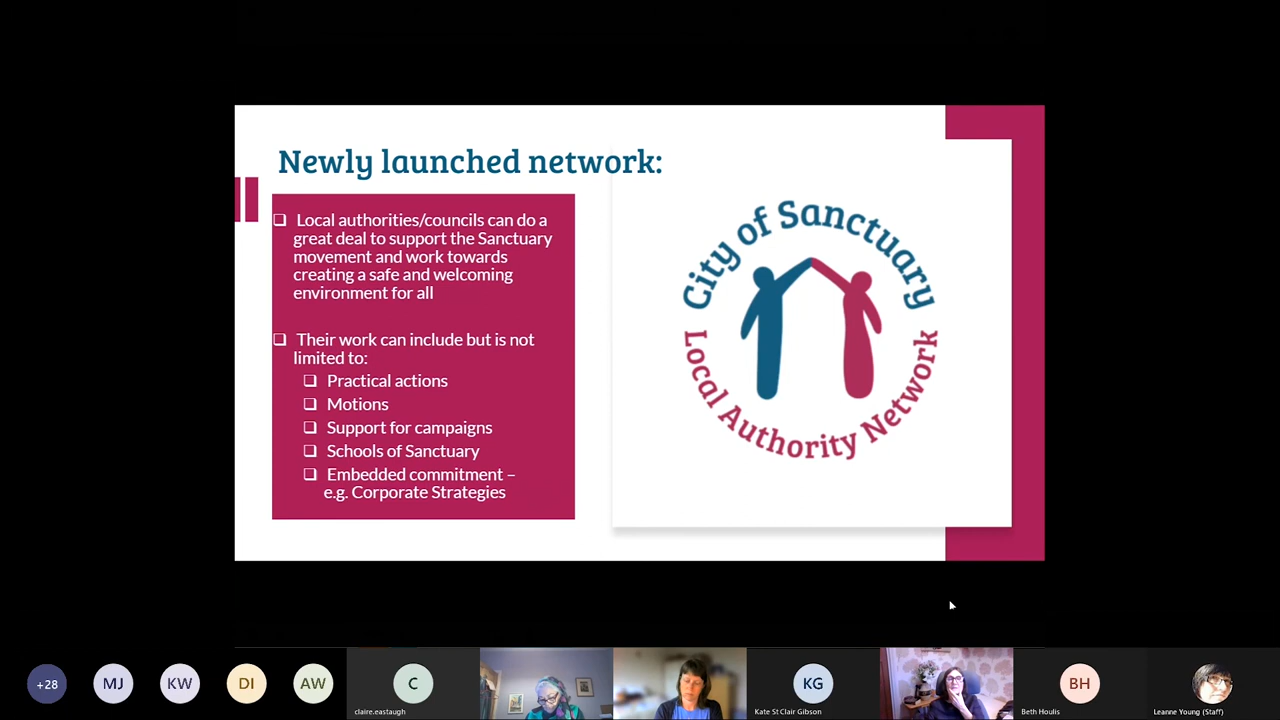 Newly launched network:
Local authorities/councils can do a
great deal to support the Sanctuary
movement and work towards
creating a safe and welcoming
environment for all
Their work can include but is not
limited to:
Practical actions
Motions
Support for campaigns
Schools of Sanctuary
Embedded commitment –
e.g. Corporate Strategies
City of Sanctuary
Local Authority Network
+28
MJ
KW
DI
AW
C
claire.eastaugh
KG
Kate St Clair Gibson
BH
Beth Houlis
Leanne Young (Staff)